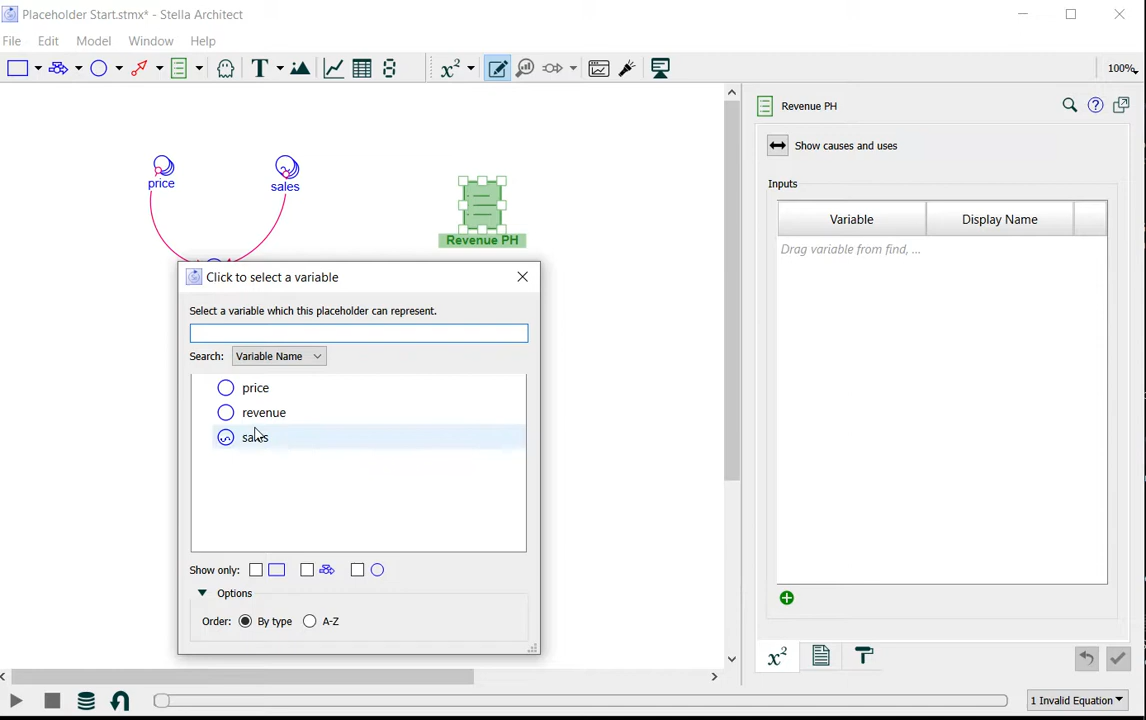 Placeholder Start.stmx* - Stella Architect
File Edit Model Window Help
T x² 100%
Revenue PH
Show causes and uses
price
sales
Inputs
Variable Display Name
Revenue PH
Drag variable from find, ...
Click to select a variable
Select a variable which this placeholder can represent.
Search: Variable Name
price
revenue
sales
Show only:
Options
Order: By type A-Z
x²
1 Invalid Equation